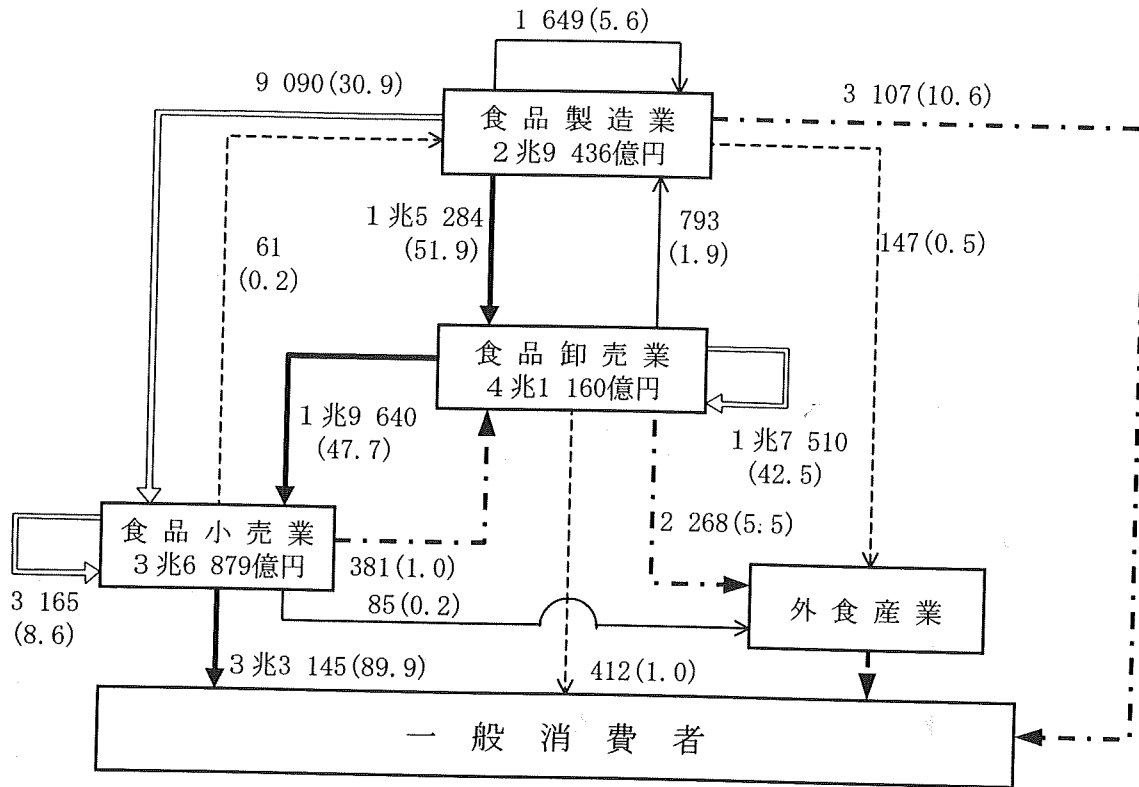 1 649(5.6)
9 090(30.9)
3 107(10.6)
食品製造業
2兆9 436億円
1兆5 284
(51.9)
793
(1.9)
61
(0.2)
147(0.5)
食品卸売業
4兆1 160億円
1兆9 640
(47.7)
1兆7 510
(42.5)
食品小売業
3兆6 879億円
381(1.0)
2 268(5.5)
3 165
(8.6)
85(0.2)
外食産業
3兆3 145(89.9)
412(1.0)
一般消費者